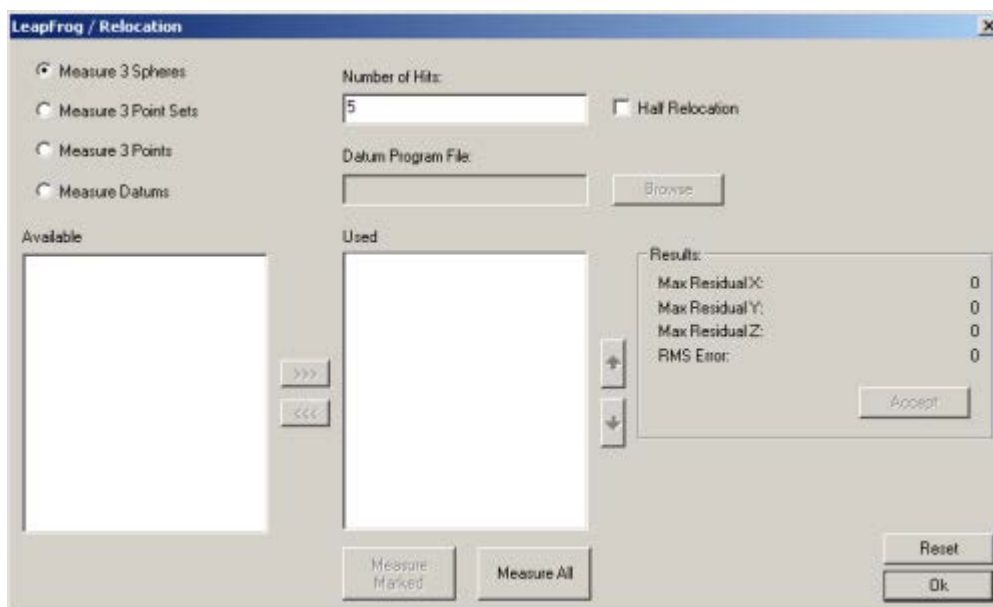 LeapFrog / Relocation
Measure 3 Spheres
Measure 3 Point Sets
Measure 3 Points
Measure Datums
Number of Hits:
5
Half Relocation
Datum Program File:
Browse
Available
Used
>>>
<<<
Results:
Max Residual X: 0
Max Residual Y: 0
Max Residual Z: 0
RMS Error: 0
Accept
Measure Marked
Measure All
Reset
Ok